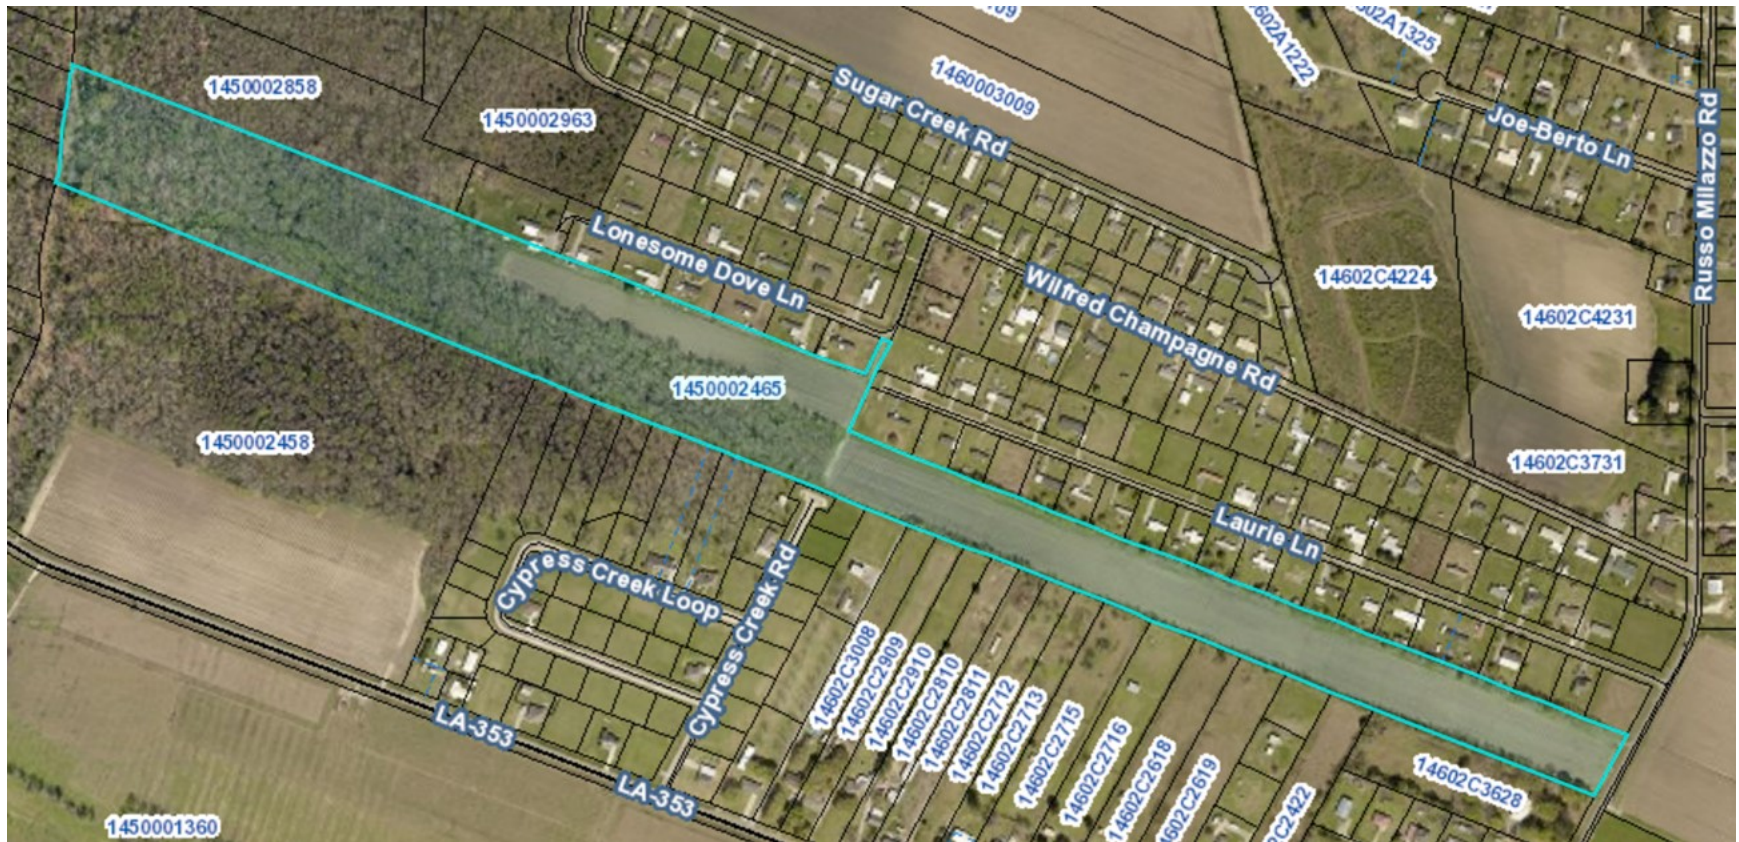 1450002858
1450002963
Sugar Creek Rd
1460003009
602A1222
Joe-Berto Ln
Russo Milazzo Rd
Lonesome Dove Ln
Wilfred Champagne Rd
14602C4224
14602C4231
1450002465
1450002458
14602C3731
Laurie Ln
Cypress Creek Loop
Cypress Creek Rd
14602C3008
14602C2909
14602C2910
14602C2810
14602C2811
14602C2712
14602C2713
14602C2715
14602C2716
14602C2618
4602C2619
C2422
14602C3628
LA-353
LA-353
1450001360